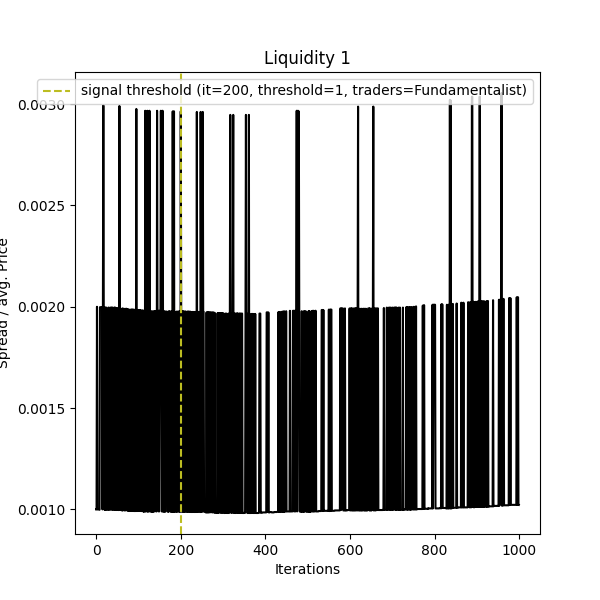 Liquidity 1
signal threshold (it=200, threshold=1, traders=Fundamentalist)
0.0030
0.0025
0.0020
0.0015
0.0010
Spread / avg. Price
0
200
400
600
800
1000
Iterations